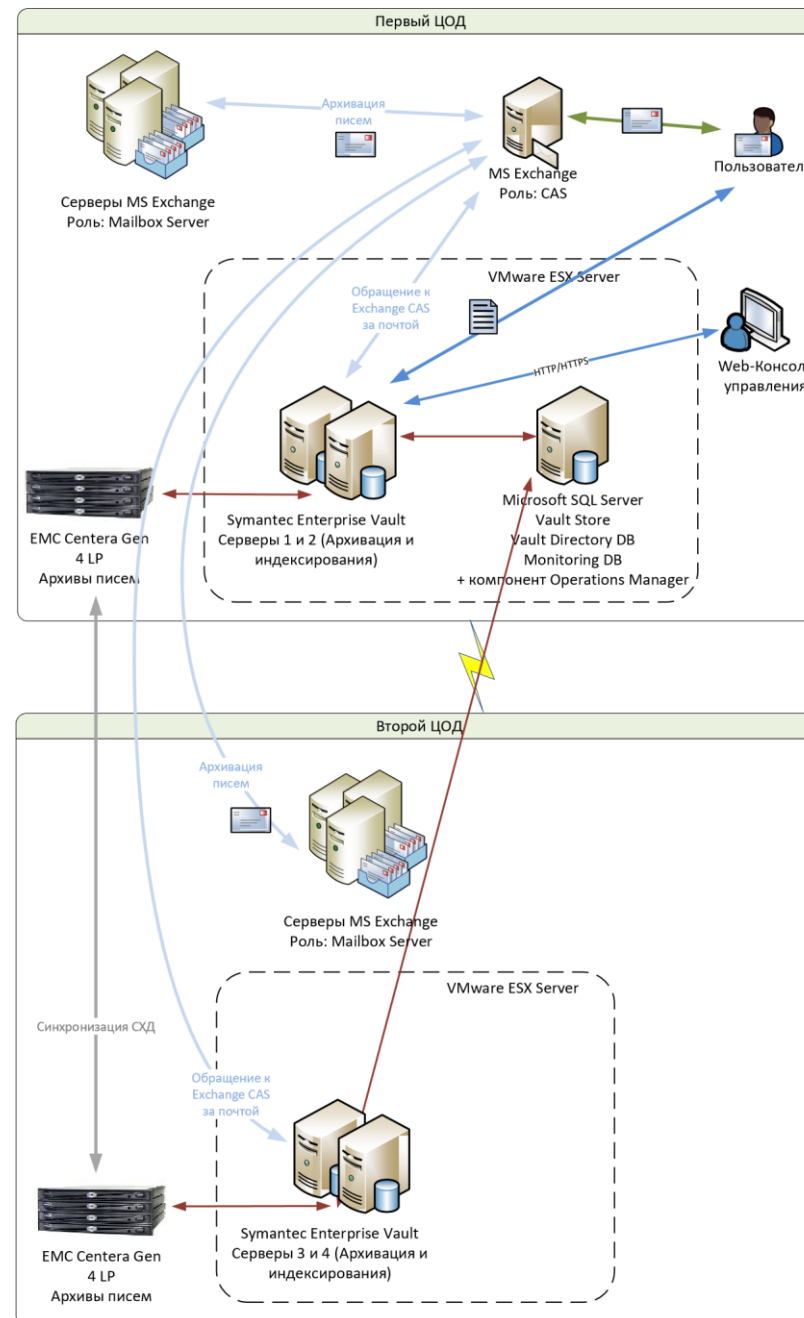 Первый ЦОД
Архивация
писем
Серверы MS Exchange
Роль: Mailbox Server
MS Exchange
Роль: CAS
Пользовател
VMware ESX Server
Обращение к
Exchange CAS
за почтой
HTTP/HTTPS
Web-Консол
управления
EMC Centera Gen
4 LP
Архивы писем
Symantec Enterprise Vault
Серверы 1 и 2 (Архивация и
индексирования)
Microsoft SQL Server
Vault Store
Vault Directory DB
Monitoring DB
+ компонент Operations Manager
Второй ЦОД
Архивация
писем
Серверы MS Exchange
Роль: Mailbox Server
VMware ESX Server
Синхронизация СХД
Обращение к
Exchange CAS
за почтой
EMC Centera Gen
4 LP
Архивы писем
Symantec Enterprise Vault
Серверы 3 и 4 (Архивация и
индексирования)